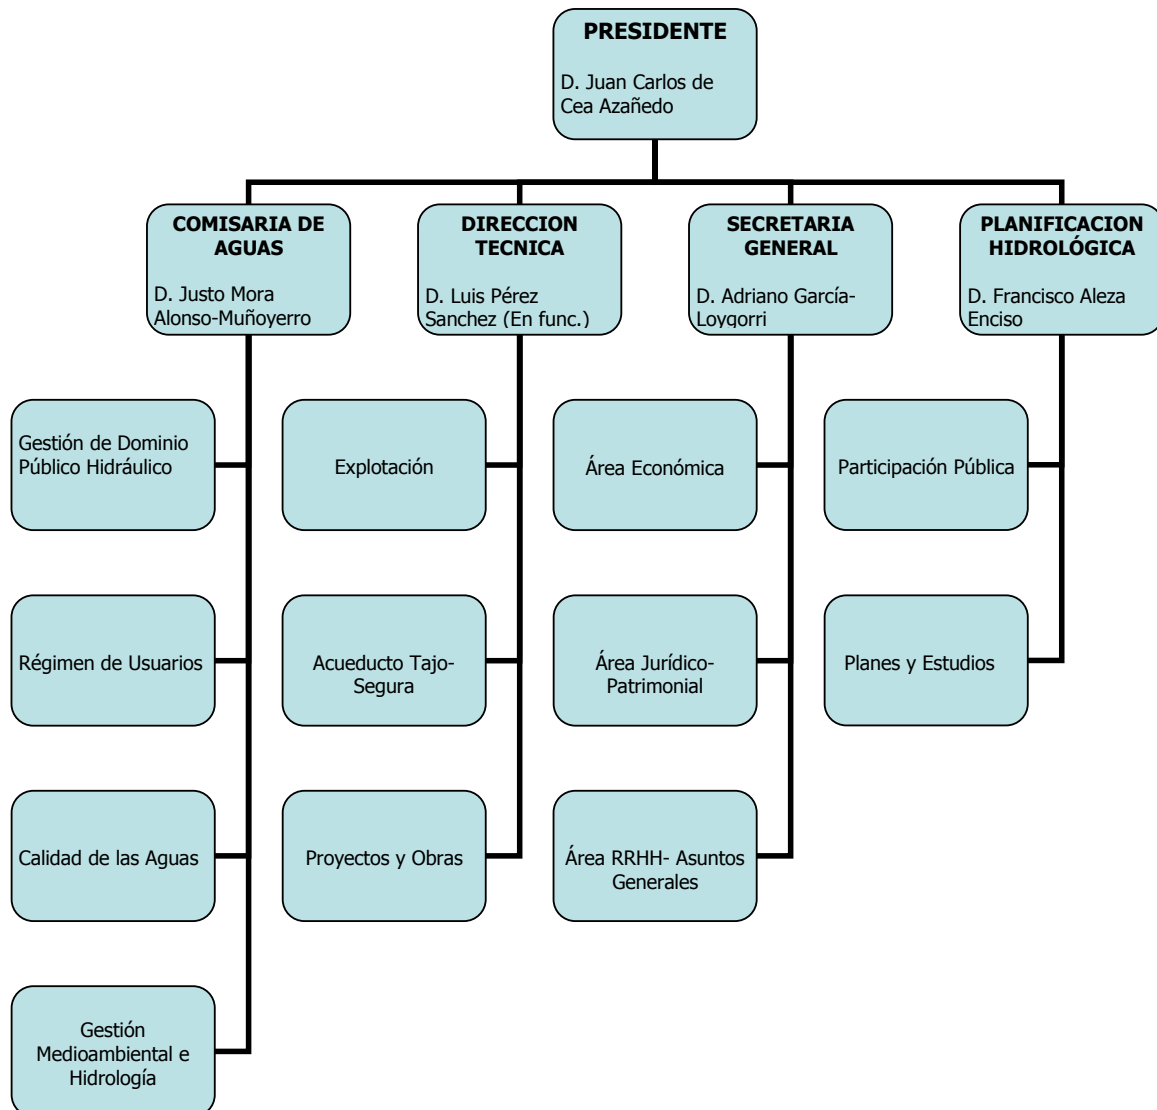 PRESIDENTE
D. Juan Carlos de
Cea Azañedo
COMISARIA DE
AGUAS
D. Justo Mora
Alonso-Muñoyerro
DIRECCION
TECNICA
D. Luis Pérez
Sanchez (En func.)
SECRETARIA
GENERAL
D. Adriano García-
Loygorri
PLANIFICACION
HIDROLÓGICA
D. Francisco Aleza
Enciso
Gestión de Dominio
Público Hidráulico
Explotación
Área Económica
Participación Pública
Régimen de Usuarios
Acueducto Tajo-
Segura
Área Jurídico-
Patrimonial
Planes y Estudios
Calidad de las Aguas
Proyectos y Obras
Área RRHH- Asuntos
Generales
Gestión
Medioambiental e
Hidrología